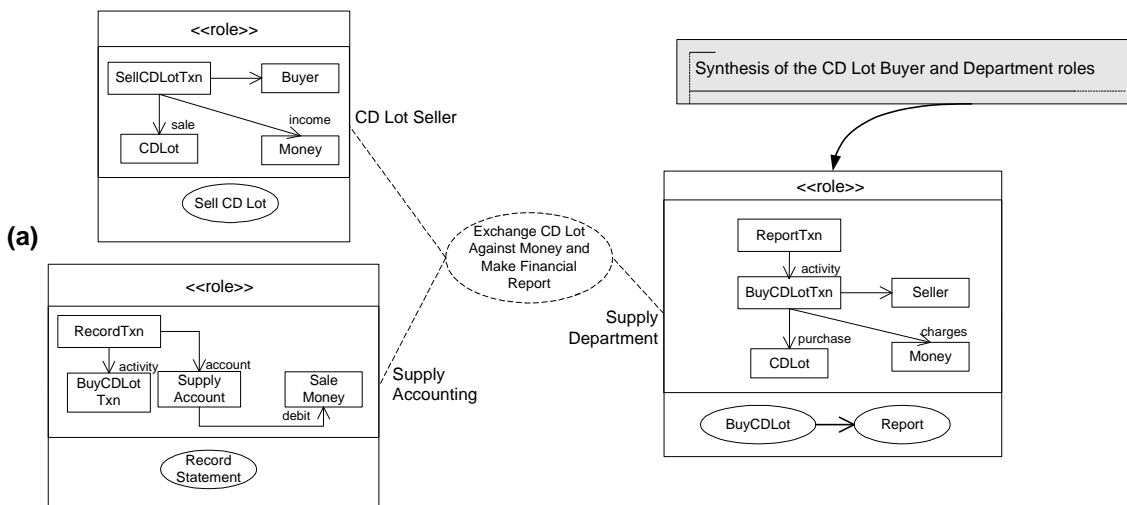 <<role>>
SellCDLotTxn
Buyer
sale
income
CDLot
Money
Sell CD Lot
CD Lot Seller
(a)
<<role>>
RecordTxn
activity
account
BuyCDLot
Txn
Supply
Account
Sale
Money
debit
Record
Statement
Supply
Accounting
Exchange CD Lot
Against Money and
Make Financial
Report
Supply
Department
Synthesis of the CD Lot Buyer and Department roles
<<role>>
ReportTxn
activity
BuyCDLotTxn
Seller
purchase
charges
CDLot
Money
BuyCDLot
Report